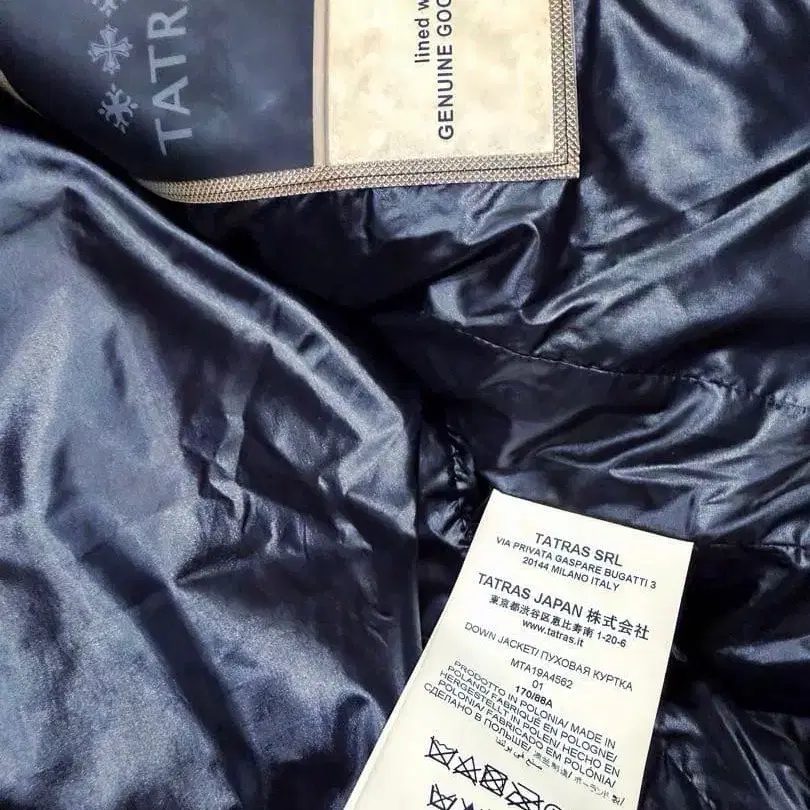 TATRA
lined w
GENUINE GOO
TATRAS SRL
VIA PRIVATA GASPARE BUGATTI 3
20144 MILANO ITALY
TATRAS JAPAN 株式会社
東京都渋谷区恵比寿南 1-20-6
www.tatras.it
DOWN JACKET/ ПУХОВАЯ КУРТКА
MTA19A4562
01
170/88A
PRODOTTO IN POLONIA/ MADE IN
POLAND/ FABRIQUÉ EN POLOGNE/
HERGESTELLT IN POLEN/ HECHO EN
POLONIA/ FABRICADO EM POLÔNIA/
СДЕЛАНО В ПОЛЬШЕ/